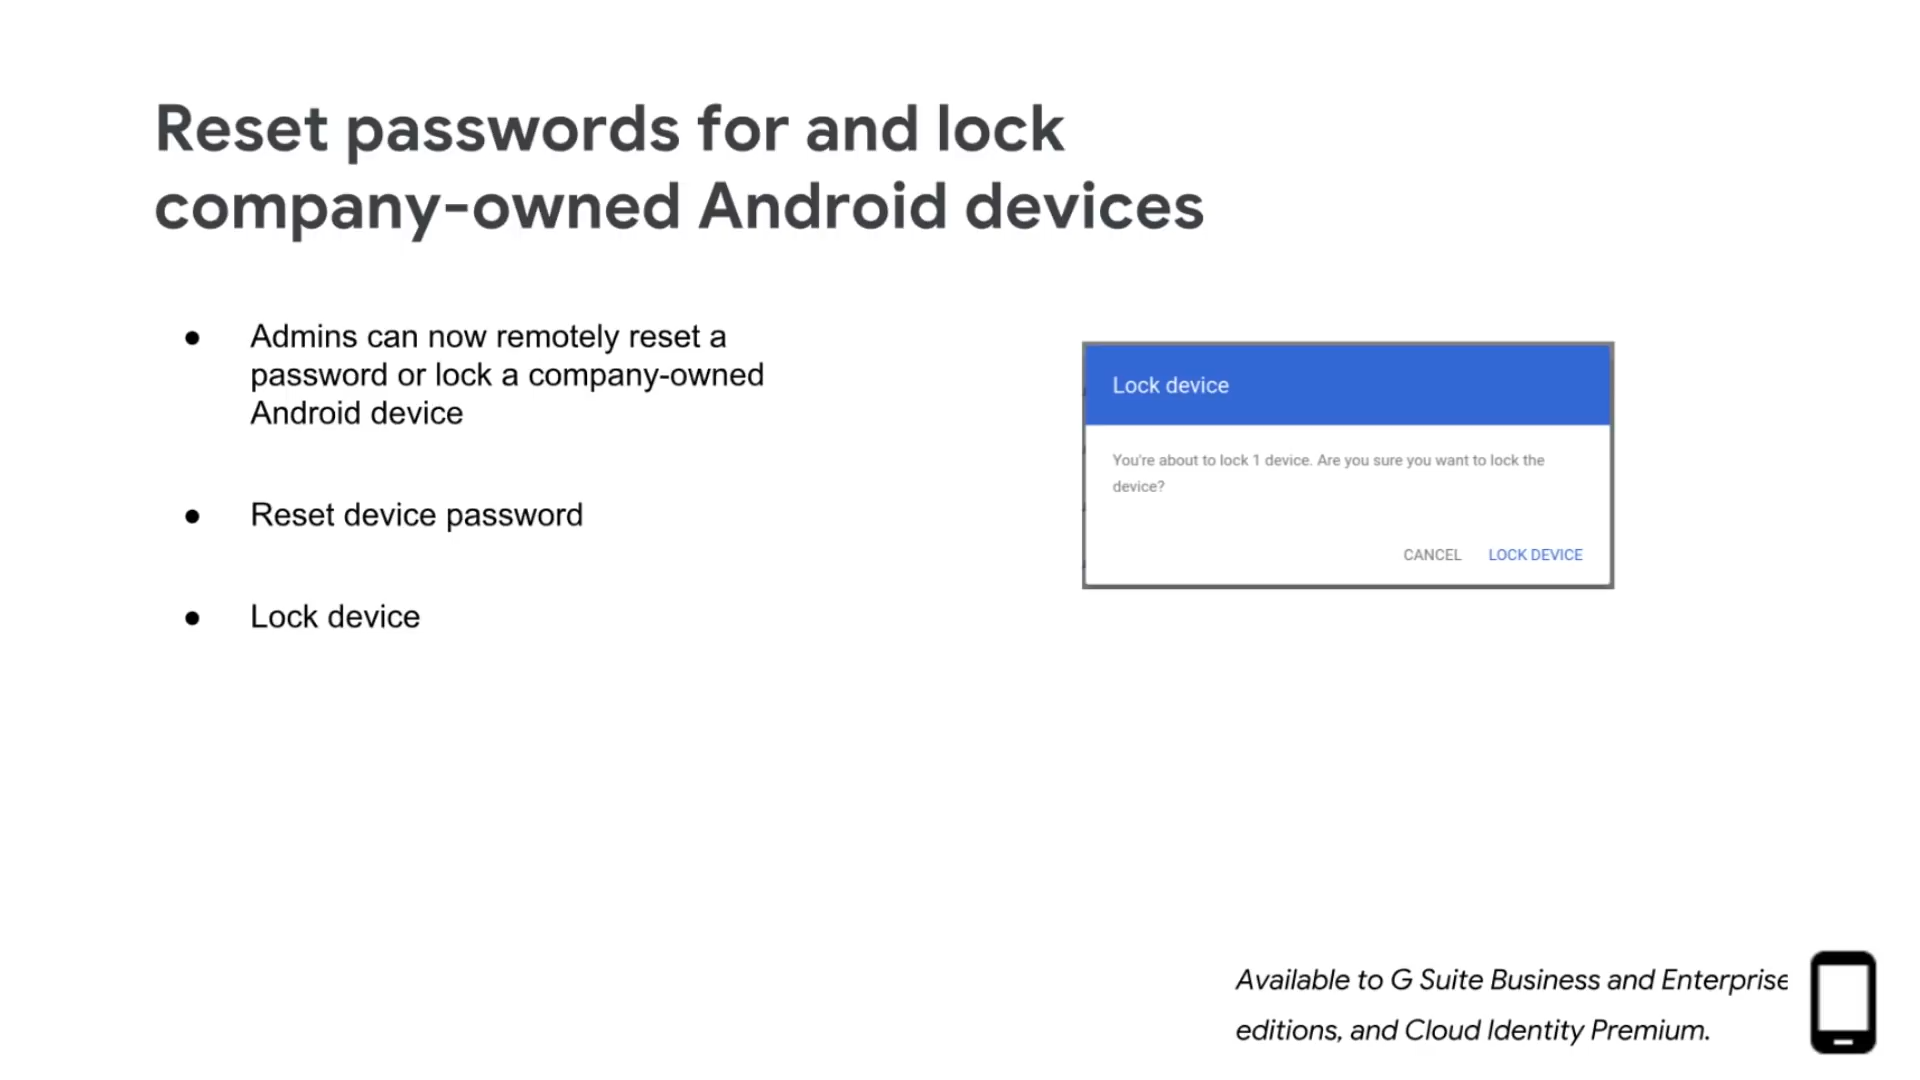 Reset passwords for and lock
company-owned Android devices
● Admins can now remotely reset a
password or lock a company-owned
Android device
● Reset device password
● Lock device
Lock device
You're about to lock 1 device. Are you sure you want to lock the
device?
CANCEL LOCK DEVICE
Available to G Suite Business and Enterprise
editions, and Cloud Identity Premium.